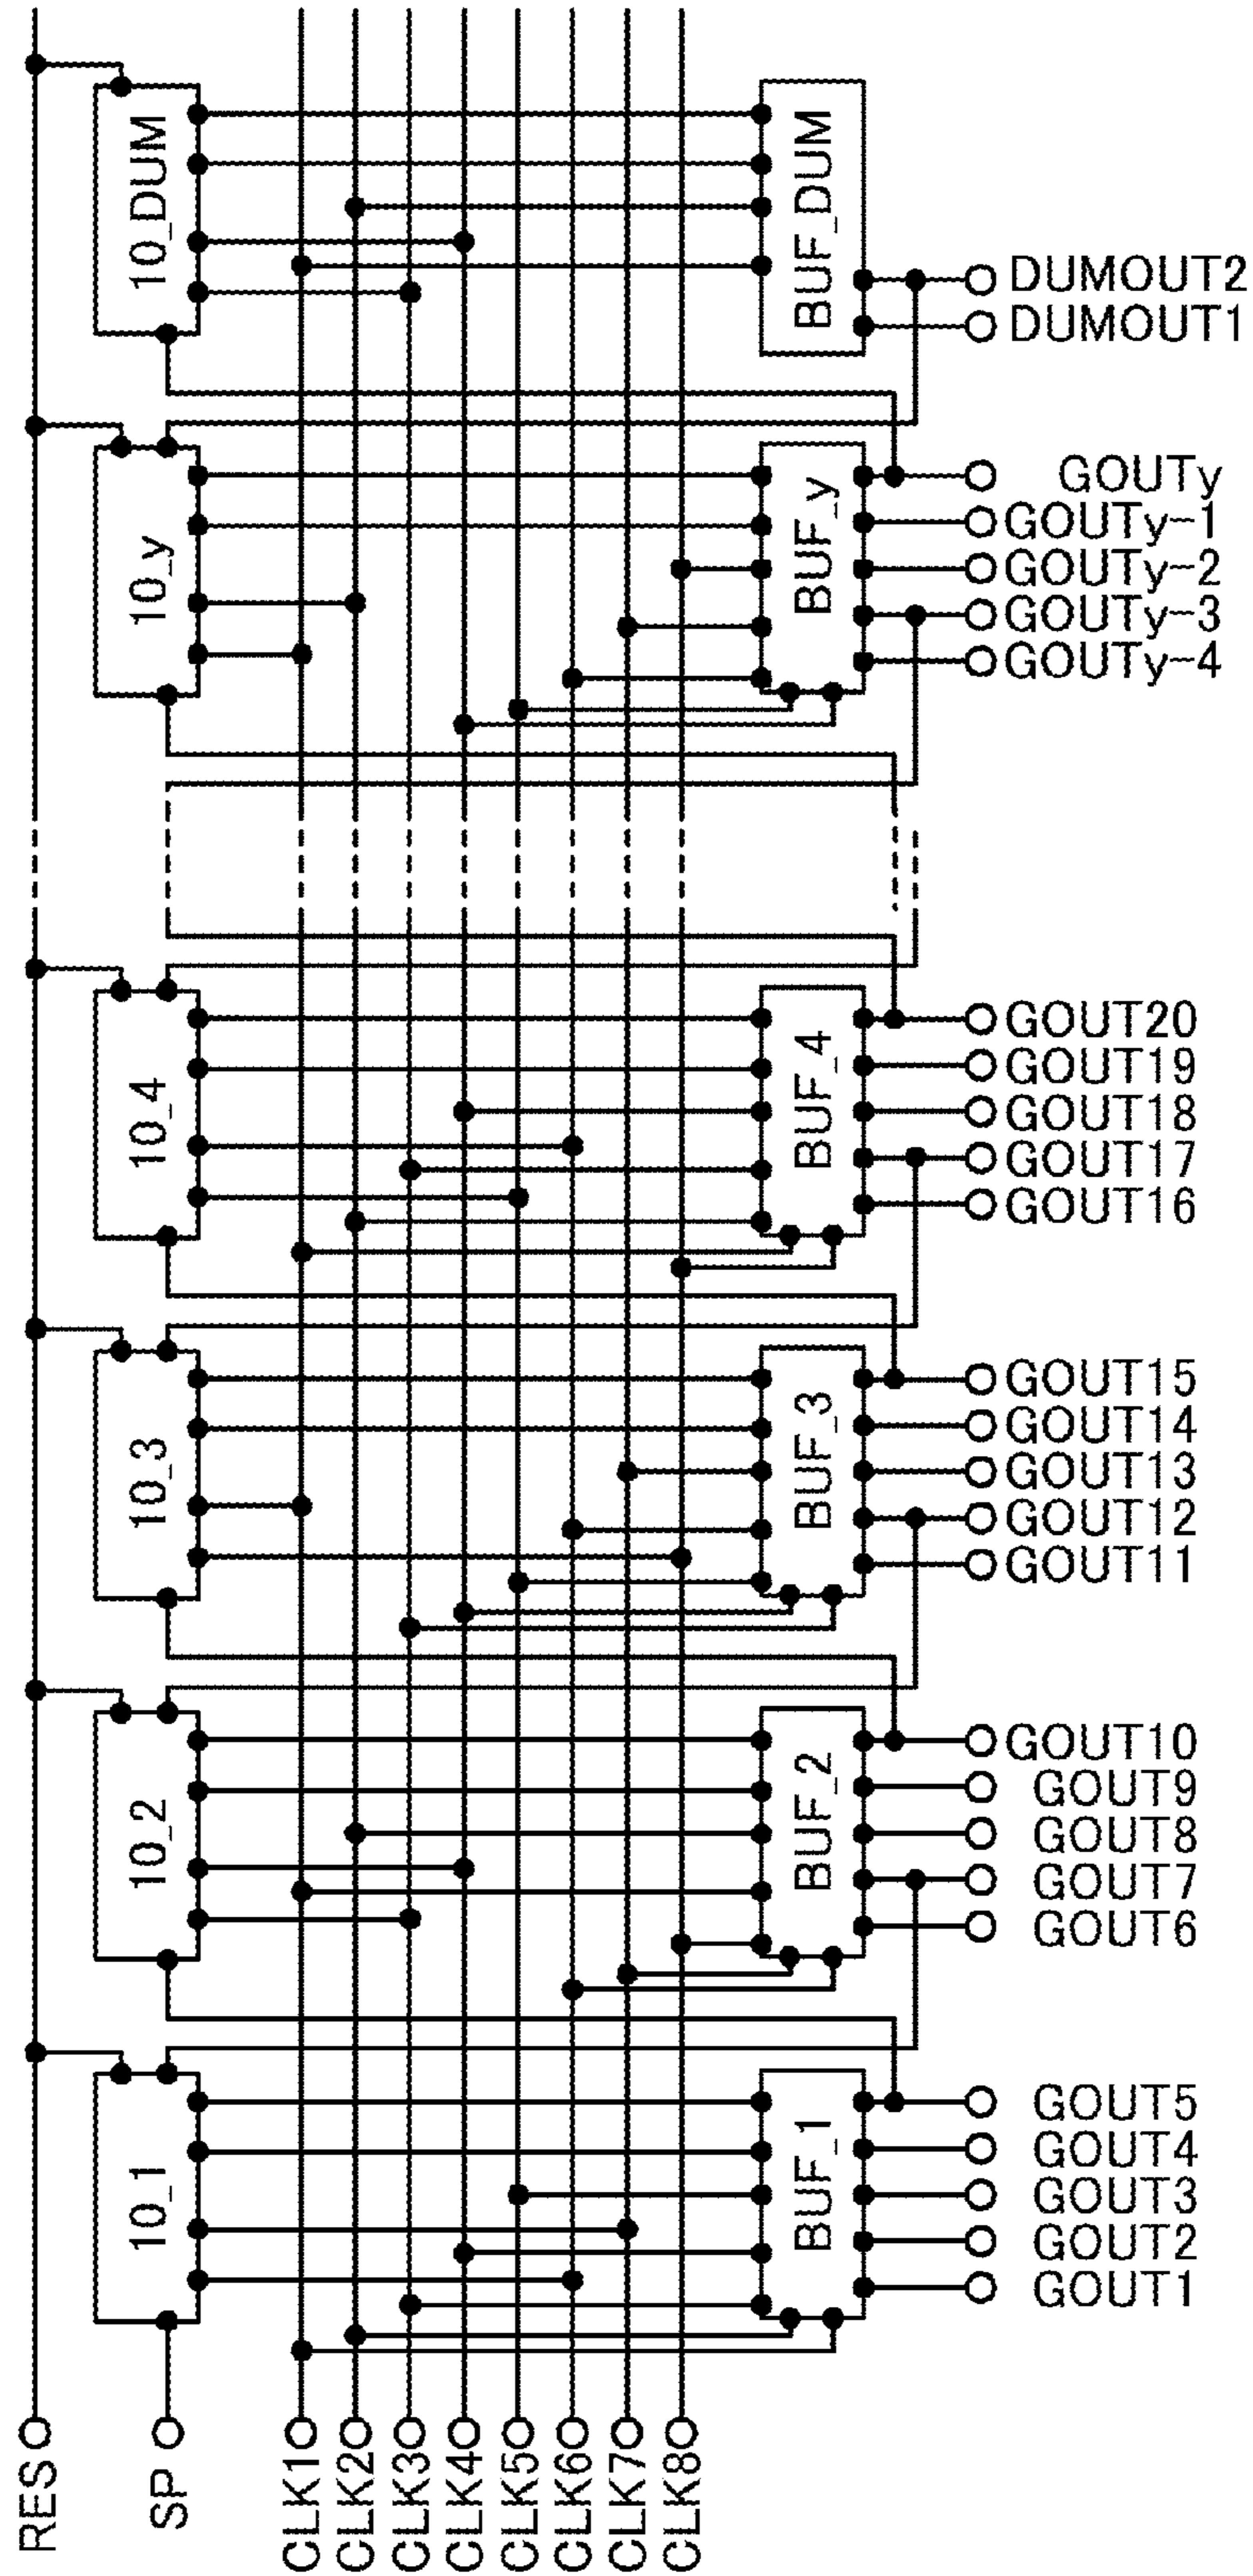 10_DUM
BUF_DUM
DUMOUT2
DUMOUT1
10_y
BUF_y
GOUTy
GOUTy-1
GOUTy-2
GOUTy-3
GOUTy-4
10_4
BUF_4
GOUT20
GOUT19
GOUT18
GOUT17
GOUT16
10_3
BUF_3
GOUT15
GOUT14
GOUT13
GOUT12
GOUT11
10_2
BUF_2
GOUT10
GOUT9
GOUT8
GOUT7
GOUT6
10_1
BUF_1
GOUT5
GOUT4
GOUT3
GOUT2
GOUT1
RES
SP
CLK1
CLK2
CLK3
CLK4
CLK5
CLK6
CLK7
CLK8